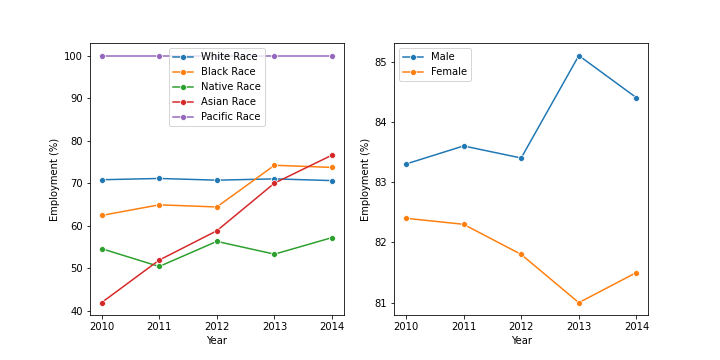 100
90
80
70
60
50
40
Employment (%)
2010 2011 2012 2013 2014
Year
White Race
Black Race
Native Race
Asian Race
Pacific Race
85
84
83
82
81
Employment (%)
2010 2011 2012 2013 2014
Year
Male
Female